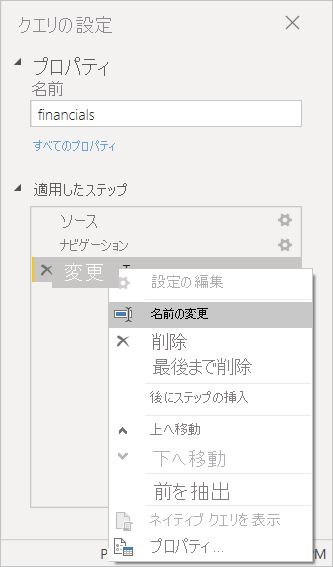 クエリの設定
プロパティ
名前
financials
すべてのプロパティ
適用したステップ
ソース
ナビゲーション
変更
設定の編集
名前の変更
削除
最後まで削除
後にステップの挿入
上へ移動
下へ移動
前を抽出
ネイティブ クエリを表示
プロパティ...